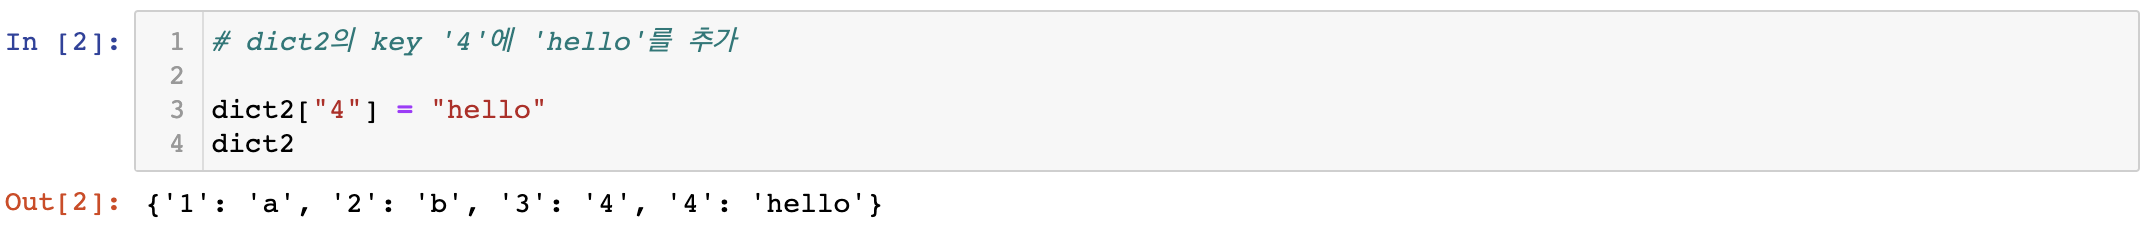 In [2]:
1 # dict2의 key '4'에 'hello'를 추가
2
3 dict2["4"] = "hello"
4 dict2
Out[2]: {'1': 'a', '2': 'b', '3': '4', '4': 'hello'}